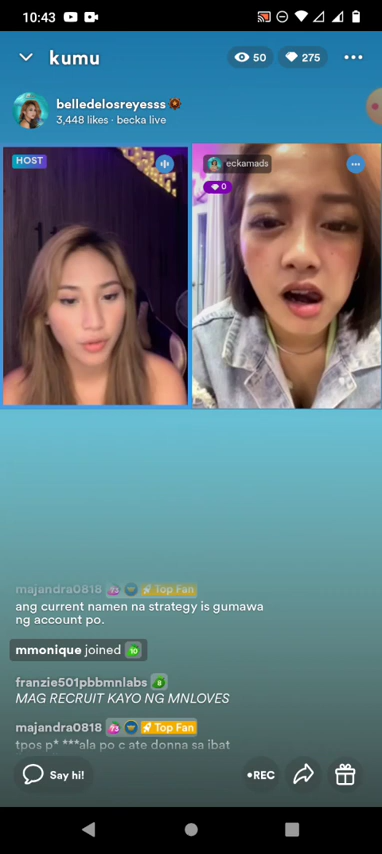 10:43
kumu
50
275
belledelosreyesss
3,448 likes · becka live
HOST
eckamads
0
majandra0818 73 Top Fan
ang current namen na strategy is gumawa
ng account po.
mmonique joined 10
franzie501pbbmnlabs 8
MAG RECRUIT KAYO NG MNLOVES
majandra0818 73 Top Fan
tpos p* ***ala po c ate donna sa ibat
Say hi!
•REC